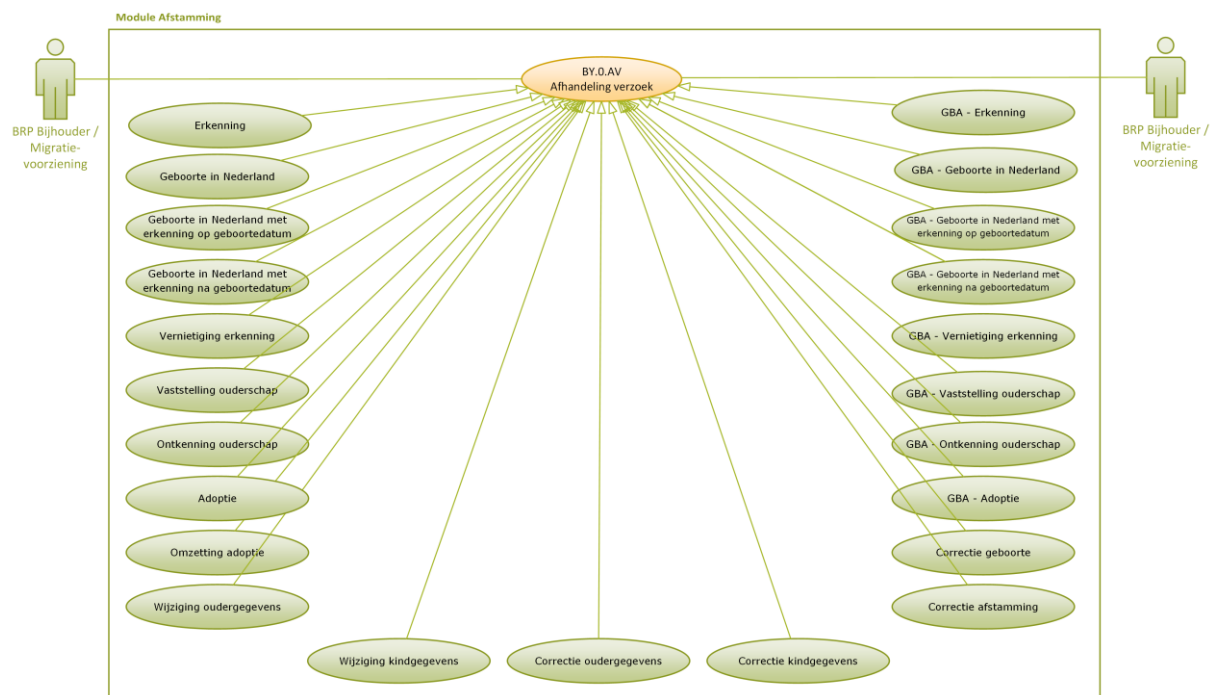 Module Afstamming
BRP Bijhouder /
Migratie-
voorziening
BY.0.AV
Afhandeling verzoek
BRP Bijhouder /
Migratie-
voorziening
Erkenning
Geboorte in Nederland
Geboorte in Nederland met
erkenning op geboortedatum
Geboorte in Nederland met
erkenning na geboortedatum
Vernietiging erkenning
Vaststelling ouderschap
Ontkenning ouderschap
Adoptie
Omzetting adoptie
Wijziging oudergegevens
GBA - Erkenning
GBA - Geboorte in Nederland
GBA - Geboorte in Nederland met
erkenning op geboortedatum
GBA - Geboorte in Nederland met
erkenning na geboortedatum
GBA - Vernietiging erkenning
GBA - Vaststelling ouderschap
GBA - Ontkenning ouderschap
GBA - Adoptie
Correctie geboorte
Correctie afstamming
Wijziging kindgegevens
Correctie oudergegevens
Correctie kindgegevens